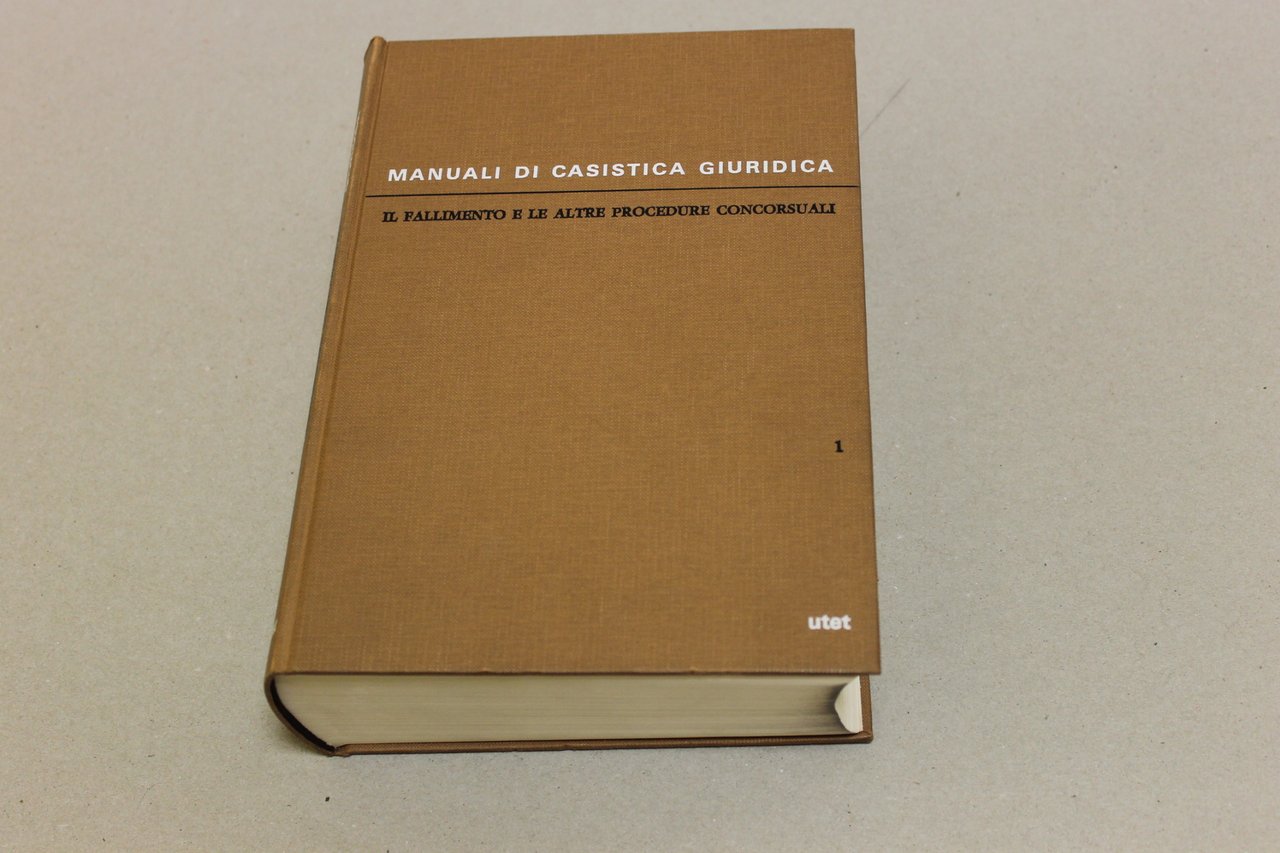 MANUALI DI CASISTICA GIURIDICA
IL FALLIMENTO E LE ALTRE PROCEDURE CONCORSUALI
1
utet